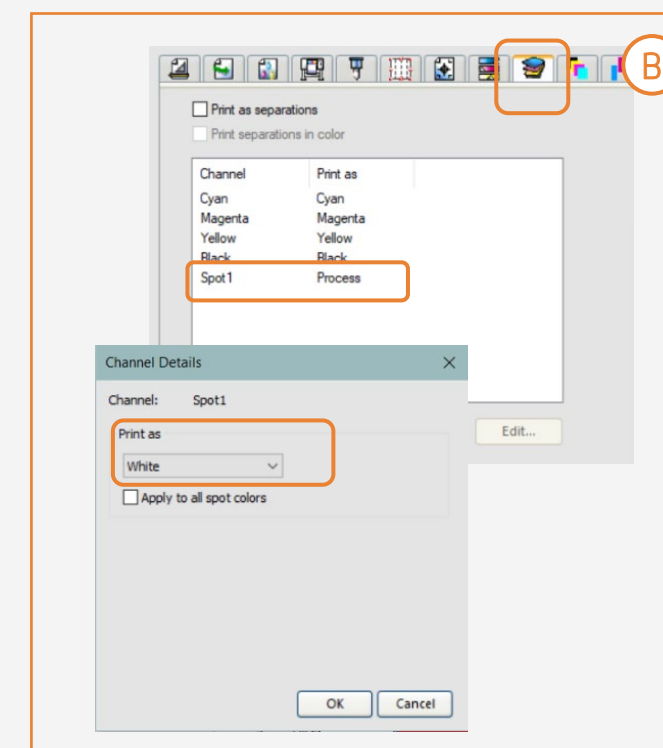 B
Print as separations
Print separations in color
Channel Print as
Cyan Cyan
Magenta Magenta
Yellow Yellow
Black Black
Spot1 Process
Edit...
Channel Details
Channel: Spot1
Print as
White
Apply to all spot colors
OK Cancel